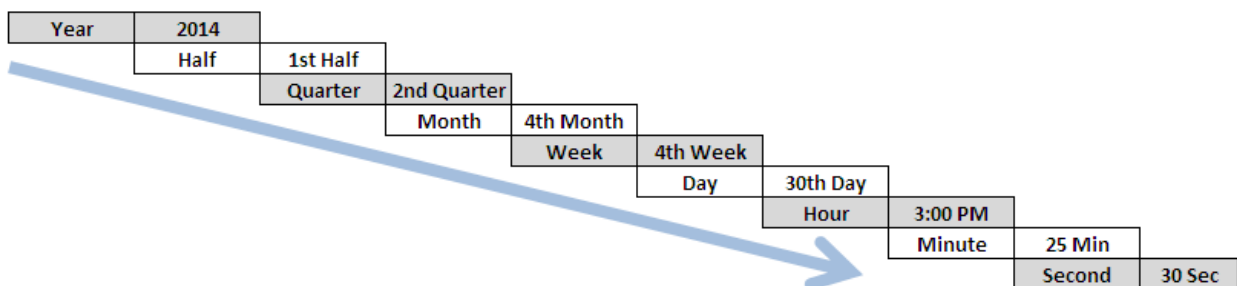 Year 2014
Half 1st Half
Quarter 2nd Quarter
Month 4th Month
Week 4th Week
Day 30th Day
Hour 3:00 PM
Minute 25 Min
Second 30 Sec